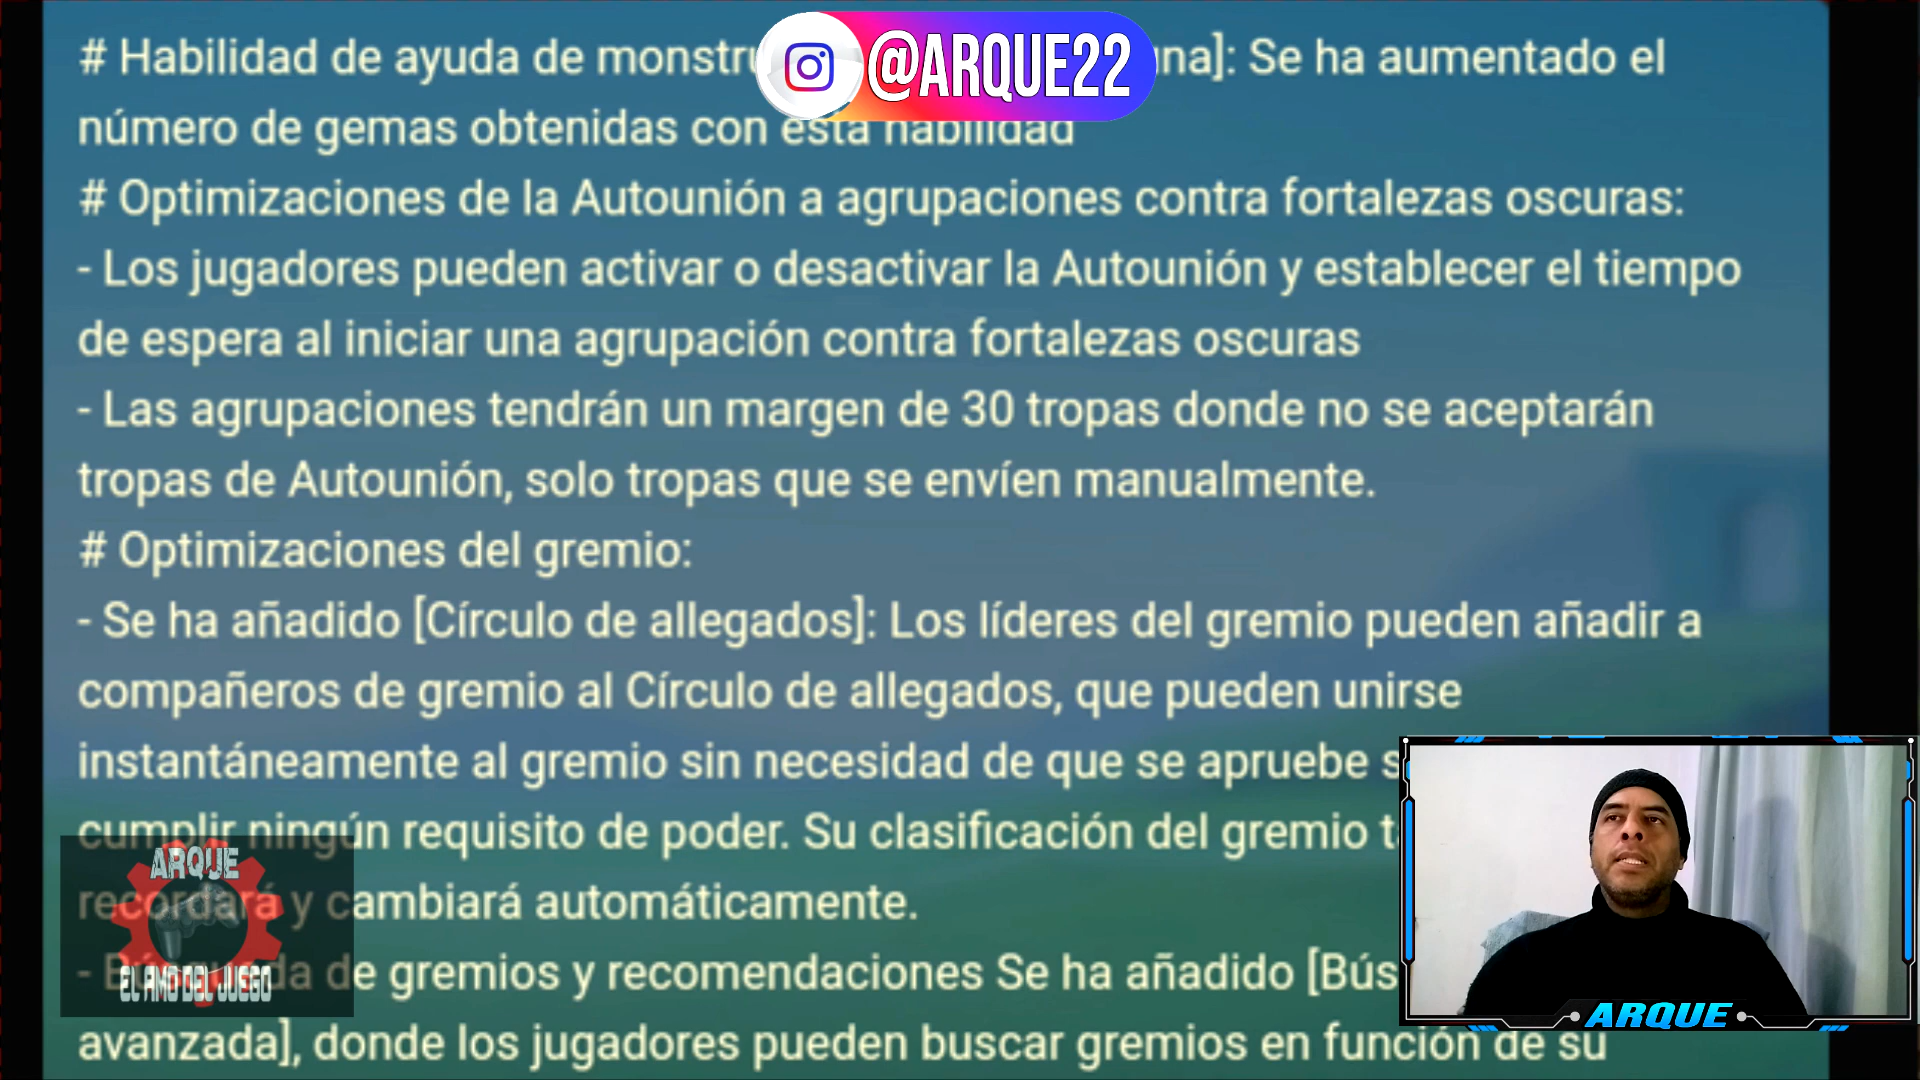 # Habilidad de ayuda de monstru na]: Se ha aumentado el
@ARQUE22
número de gemas obtenidas con esta habilidad
# Optimizaciones de la Autounión a agrupaciones contra fortalezas oscuras:
- Los jugadores pueden activar o desactivar la Autounión y establecer el tiempo
de espera al iniciar una agrupación contra fortalezas oscuras
- Las agrupaciones tendrán un margen de 30 tropas donde no se aceptarán
tropas de Autounión, solo tropas que se envíen manualmente.
# Optimizaciones del gremio:
- Se ha añadido [Círculo de allegados]: Los líderes del gremio pueden añadir a
compañeros de gremio al Círculo de allegados, que pueden unirse
instantáneamente al gremio sin necesidad de que se apruebe s
cumplir ningún requisito de poder. Su clasificación del gremio t
recordará y cambiará automáticamente.
- de gremios y recomendaciones Se ha añadido [Bús
avanzada], donde los jugadores pueden buscar gremios en función de su
ARQUE
EL AMO DEL JUEGO
ARQUE